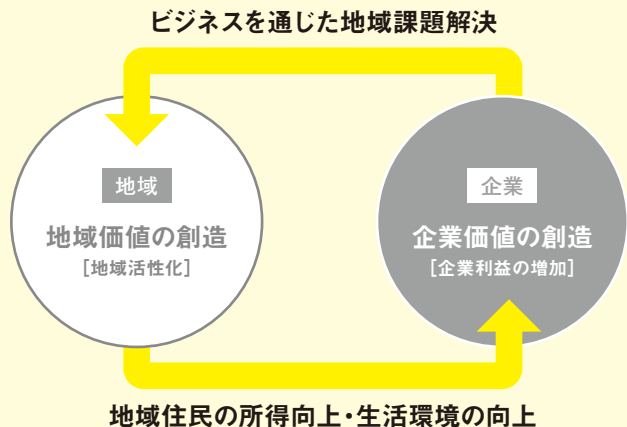 ビジネスを通じた地域課題解決
地域
地域価値の創造
[地域活性化]
企業
企業価値の創造
[企業利益の増加]
地域住民の所得向上・生活環境の向上